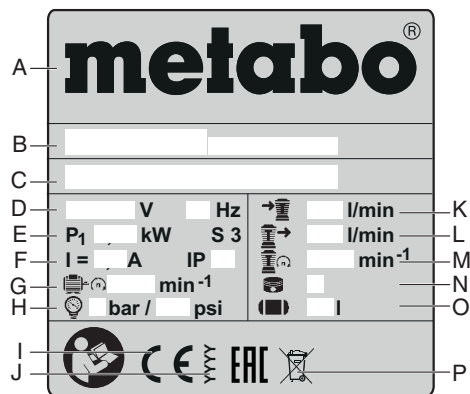 A metabo ®
B
C
D V Hz
E P1 , kW S 3
F I = , A IP
G min-1
H bar / psi
I
J
l/min K
l/min L
min-1 M
N
l O
CE EAC P